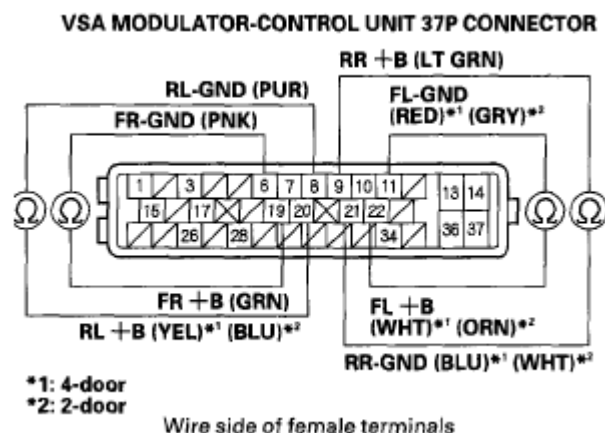 VSA MODULATOR-CONTROL UNIT 37P CONNECTOR
RR +B (LT GRN)
RL-GND (PUR)
FL-GND
(RED)*1 (GRY)*2
FR-GND (PNK)
1 3 6 7 8 9 10 11 13 14
Ω Ω 15 17 19 20 21 22 Ω Ω
26 28 34 36 37
FR +B (GRN)
FL +B
(WHT)*1 (ORN)*2
RL +B (YEL)*1 (BLU)*2
RR-GND (BLU)*1 (WHT)*2
*1: 4-door
*2: 2-door
Wire side of female terminals